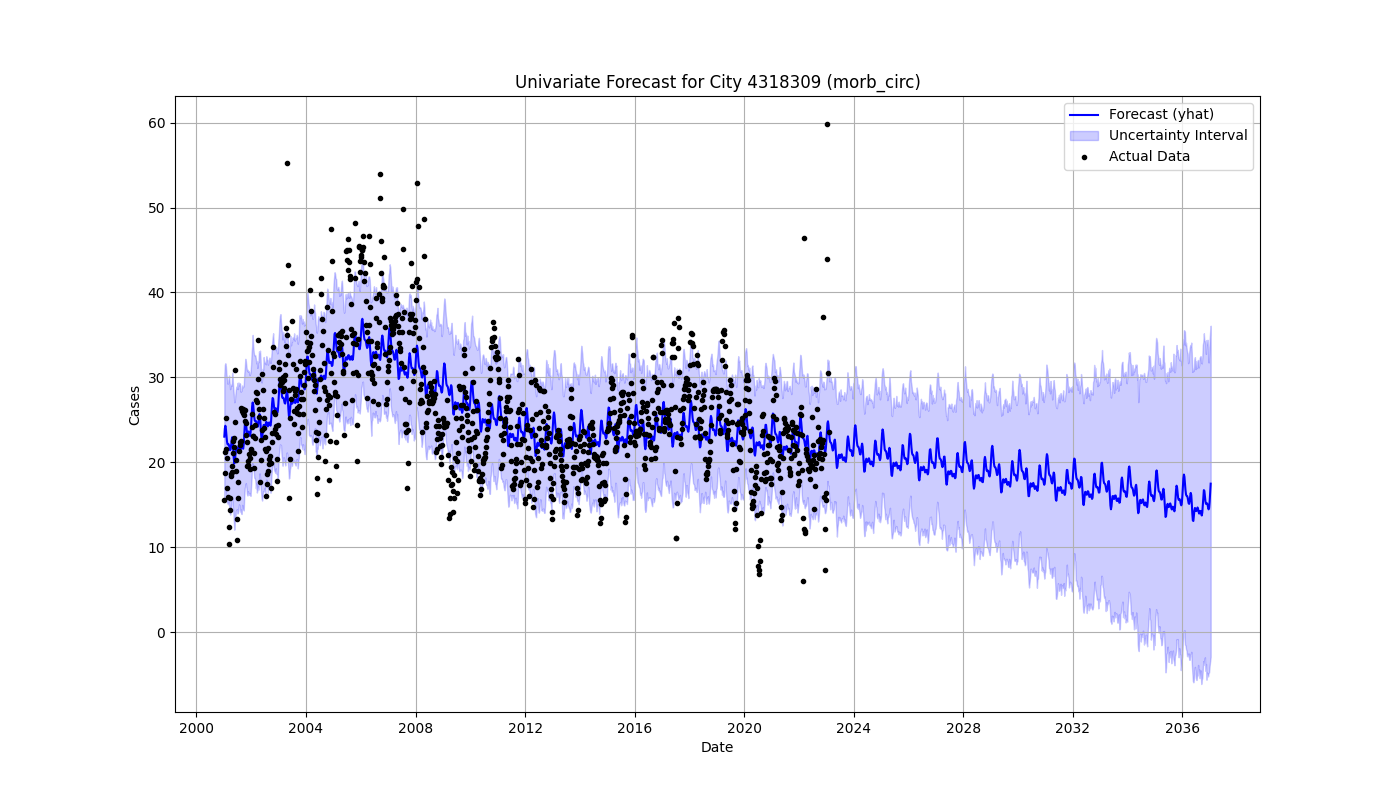 Univariate Forecast for City 4318309 (morb_circ)
Forecast (yhat)
Uncertainty Interval
Actual Data
Cases
60
50
40
30
20
10
0
2000 2004 2008 2012 2016 2020 2024 2028 2032 2036
Date